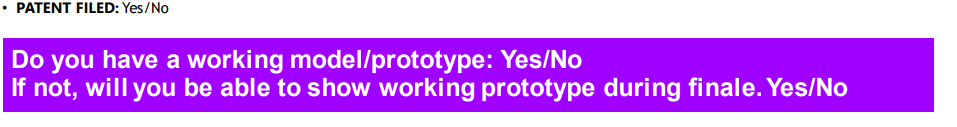 • PATENT FILED: Yes/No
Do you have a working model/prototype: Yes/No
If not, will you be able to show working prototype during finale. Yes/No